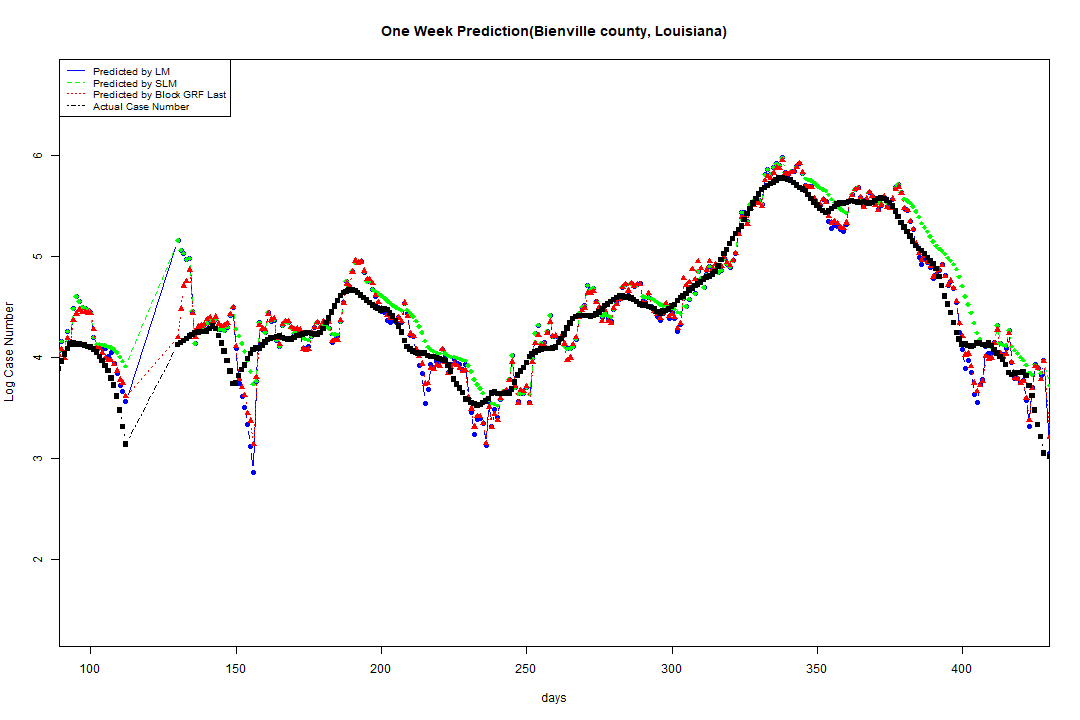 One Week Prediction(Bienville county, Louisiana)
Predicted by LM
Predicted by SLM
Predicted by Block GRF Last
Actual Case Number
6
5
4
3
2
Log Case Number
100 150 200 250 300 350 400
days